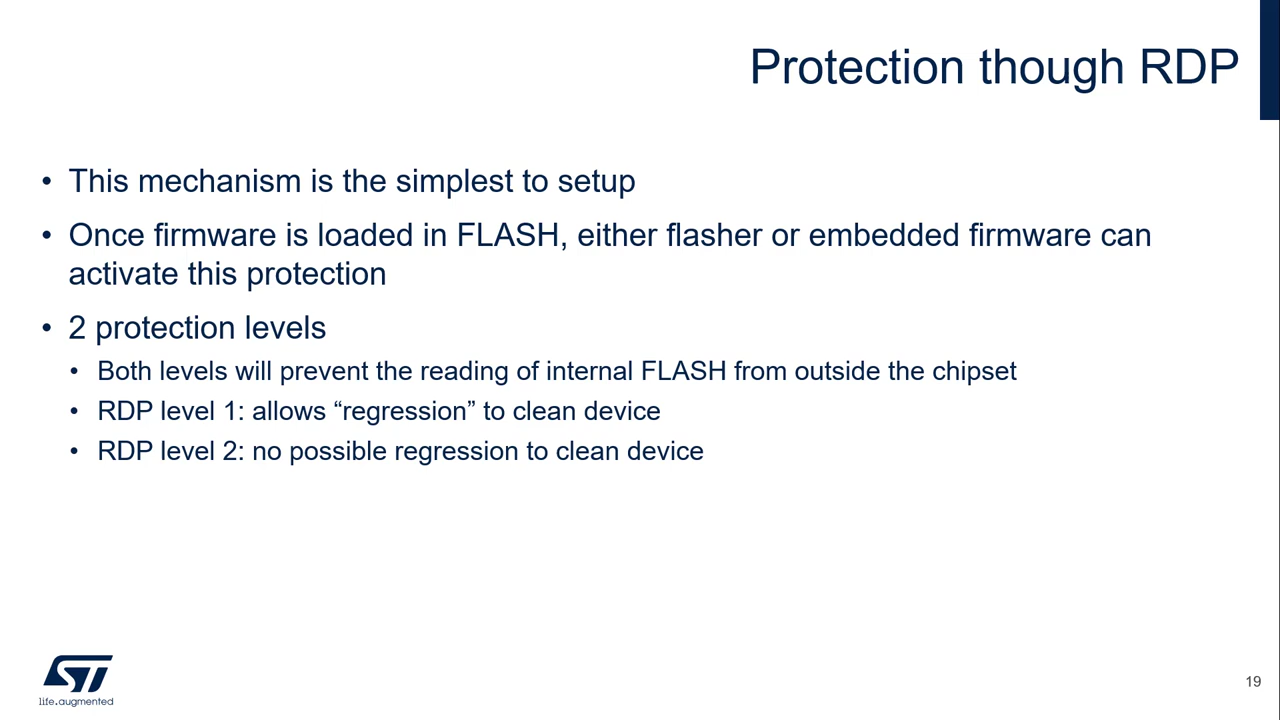 Protection though RDP
• This mechanism is the simplest to setup
• Once firmware is loaded in FLASH, either flasher or embedded firmware can
activate this protection
• 2 protection levels
• Both levels will prevent the reading of internal FLASH from outside the chipset
• RDP level 1: allows “regression” to clean device
• RDP level 2: no possible regression to clean device
ST
life.augmented
19